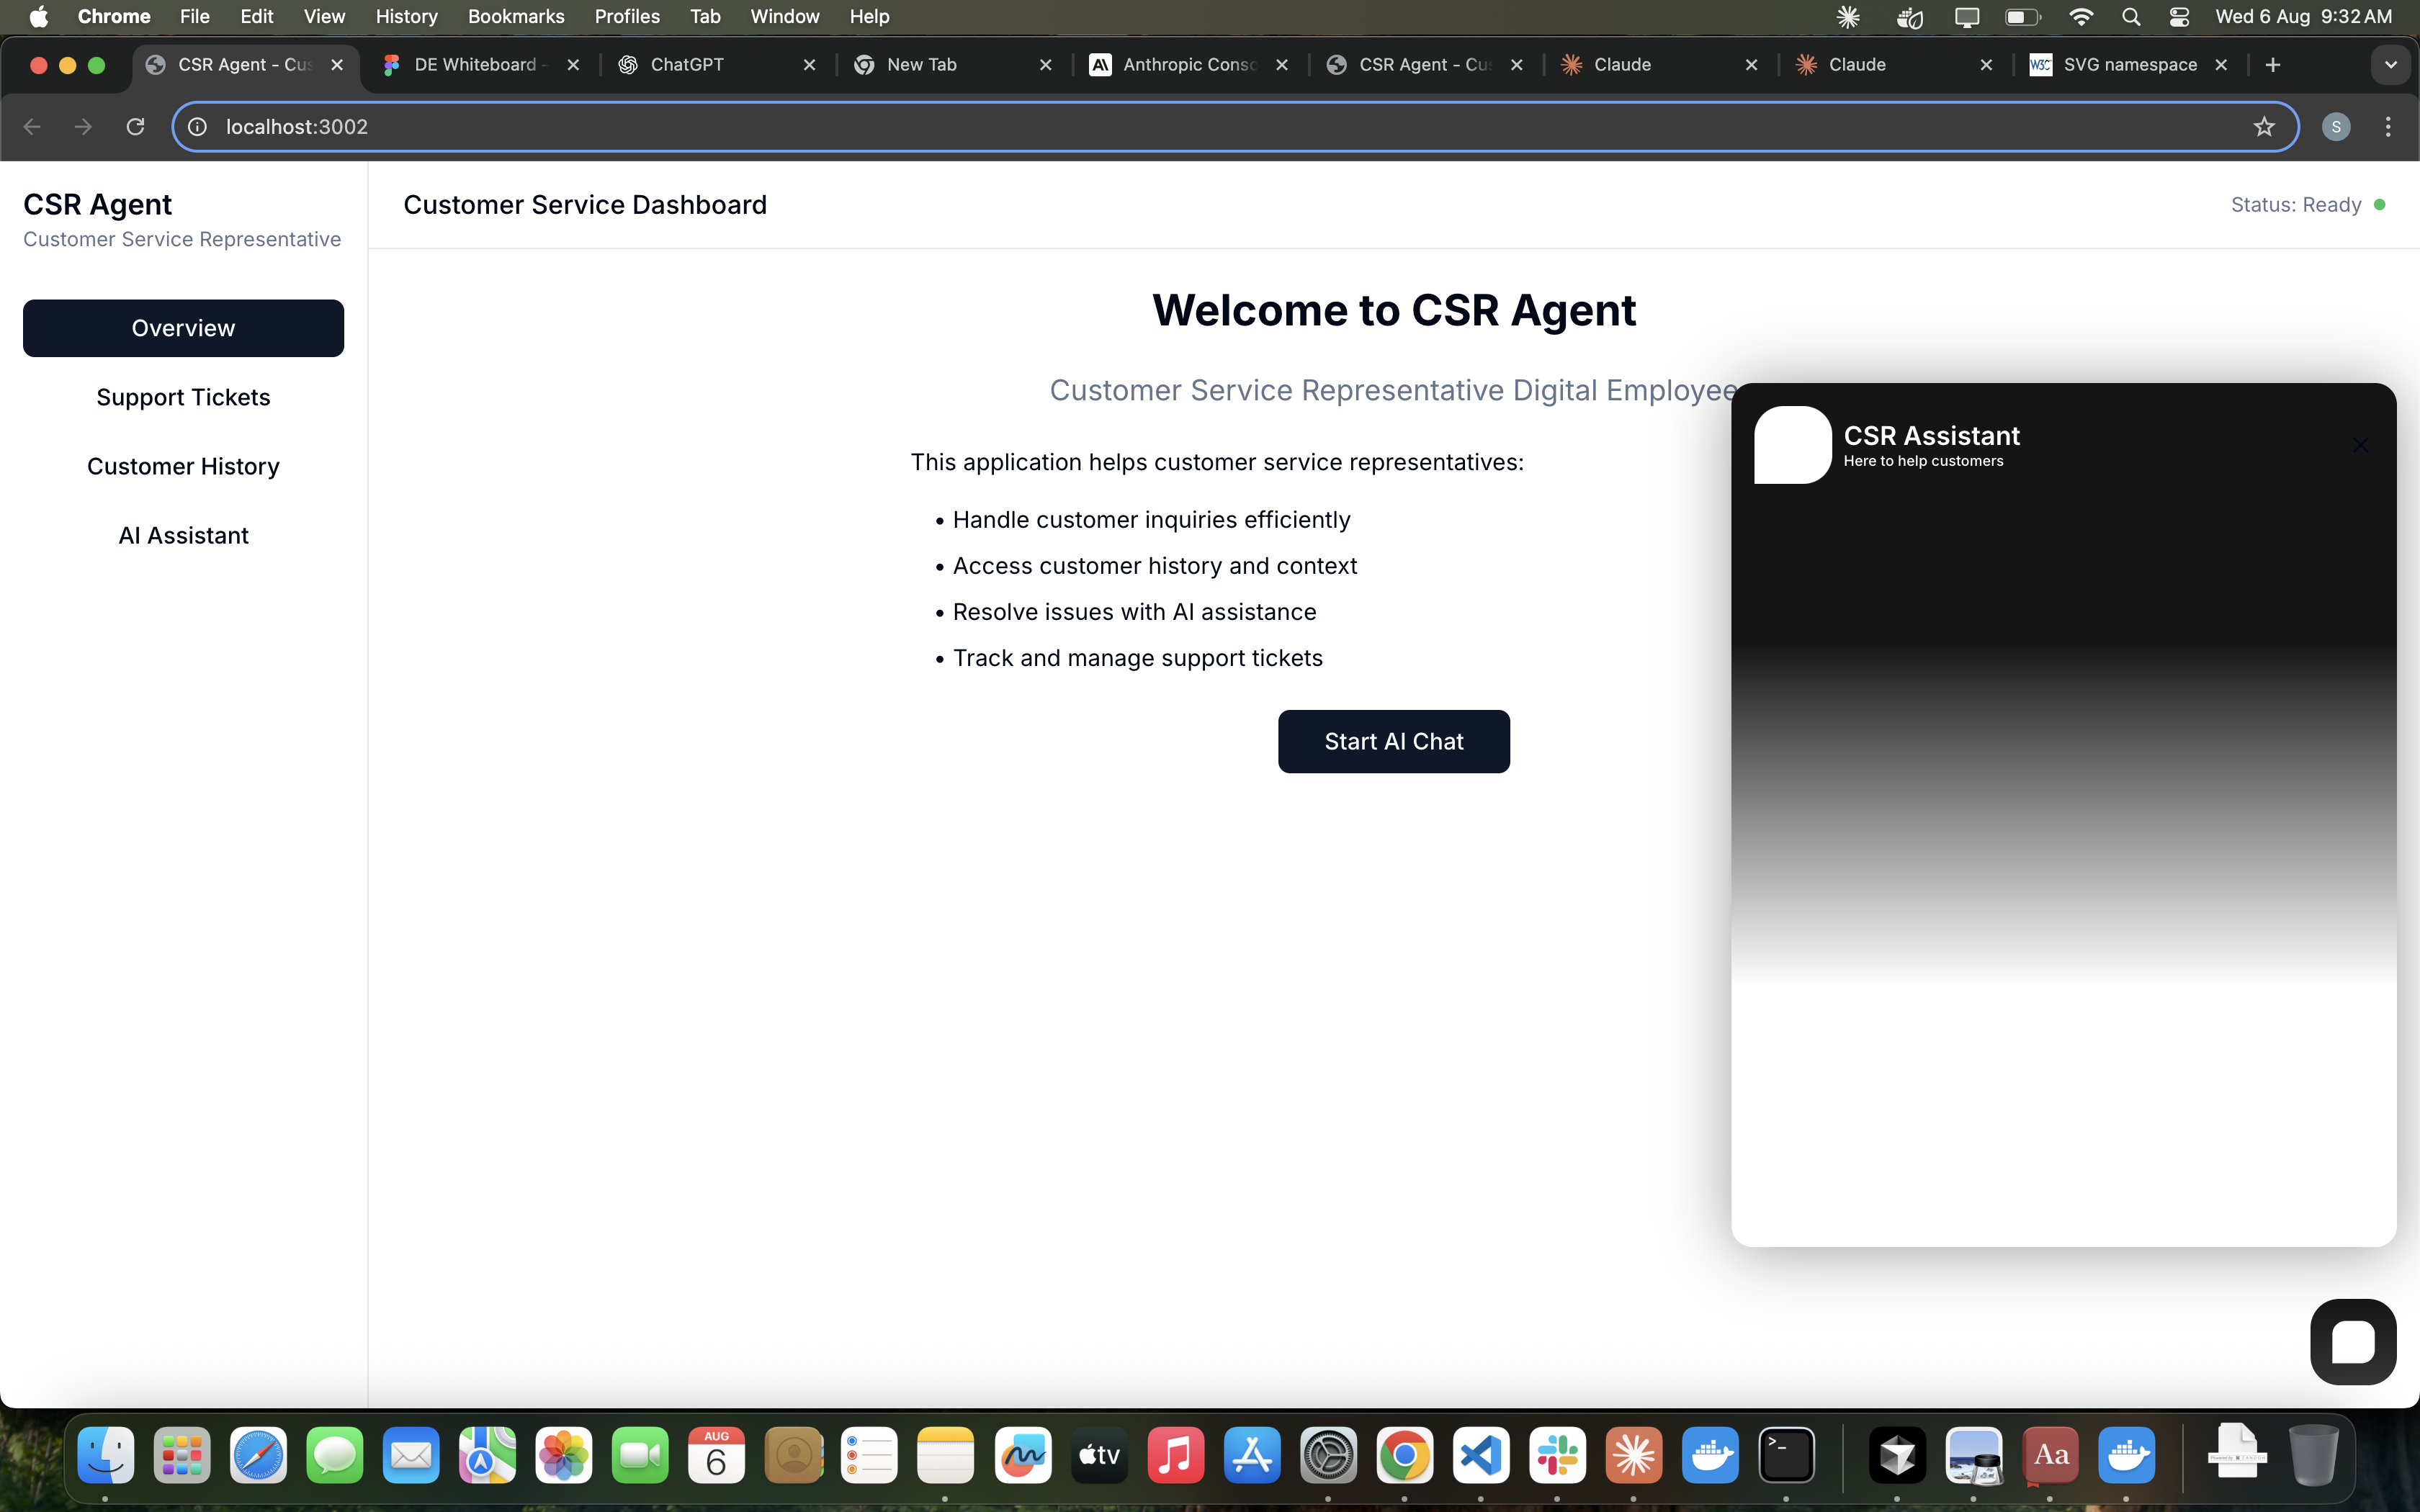 Chrome File Edit View History Bookmarks Profiles Tab Window Help Wed 6 Aug 9:32 AM
CSR Agent - Cus DE Whiteboard - ChatGPT New Tab Anthropic Conso CSR Agent - Cus Claude Claude W3C SVG namespace
localhost:3002 S
CSR Agent
Customer Service Representative
Overview
Support Tickets
Customer History
AI Assistant
Customer Service Dashboard
Status: Ready
Welcome to CSR Agent
Customer Service Representative Digital Employee
This application helps customer service representatives:
• Handle customer inquiries efficiently
• Access customer history and context
• Resolve issues with AI assistance
• Track and manage support tickets
Start AI Chat
CSR Assistant
Here to help customers
AUG
6
tv
Aa